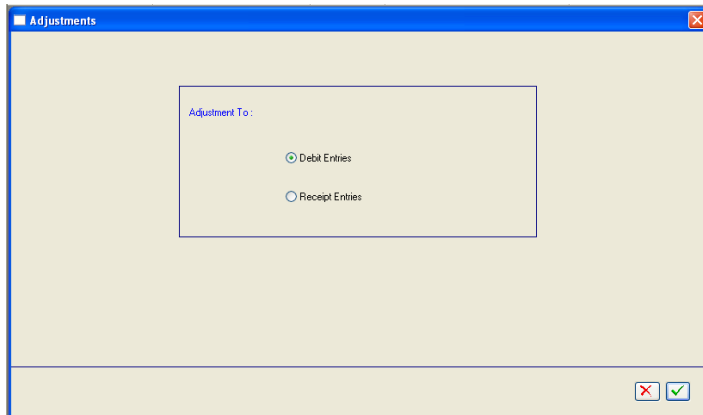 Adjustments
Adjustment To :
Debit Entries
Receipt Entries